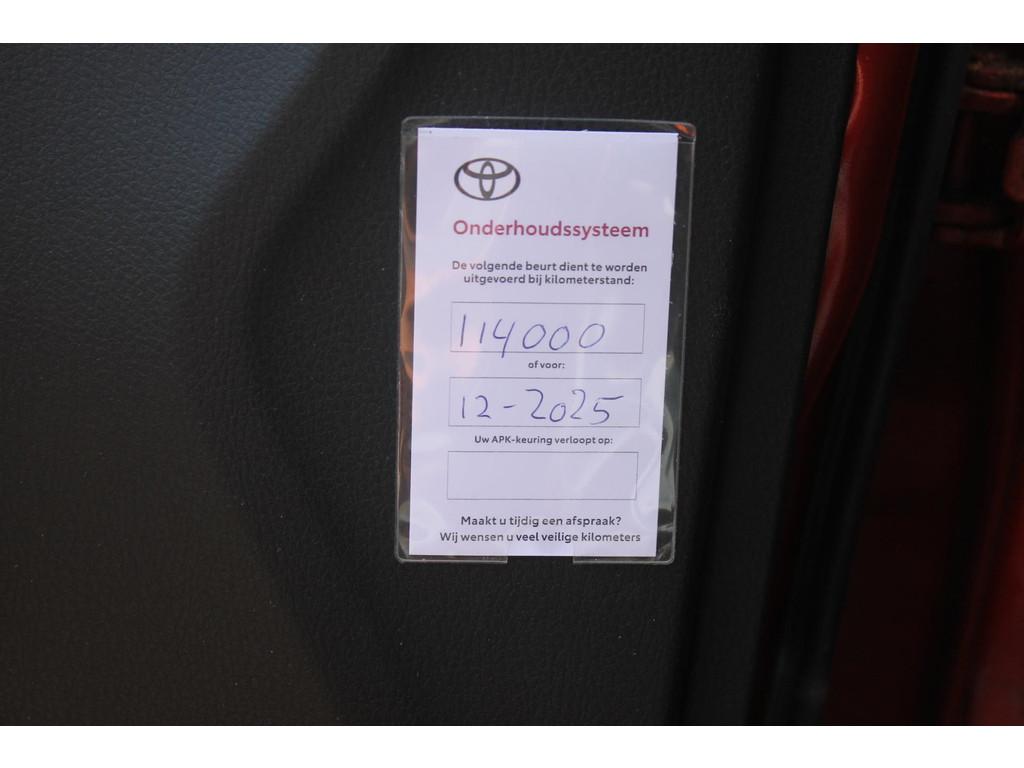 Onderhoudssysteem
De volgende beurt dient te worden
uitgevoerd bij kilometerstand:
114000
of voor:
12-2025
Uw APK-keuring verloopt op:
Maakt u tijdig een afspraak?
Wij wensen u veel veilige kilometers